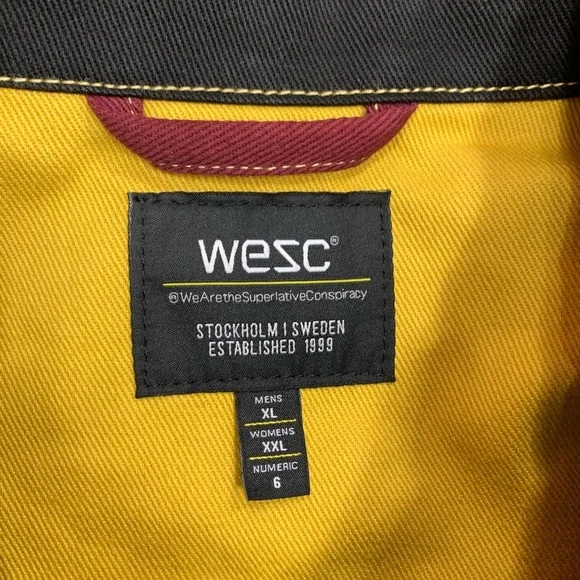 wesc®
®WeAretheSuperlativeConspiracy
STOCKHOLM | SWEDEN
ESTABLISHED 1999
MENS
XL
WOMENS
XXL
NUMERIC
6